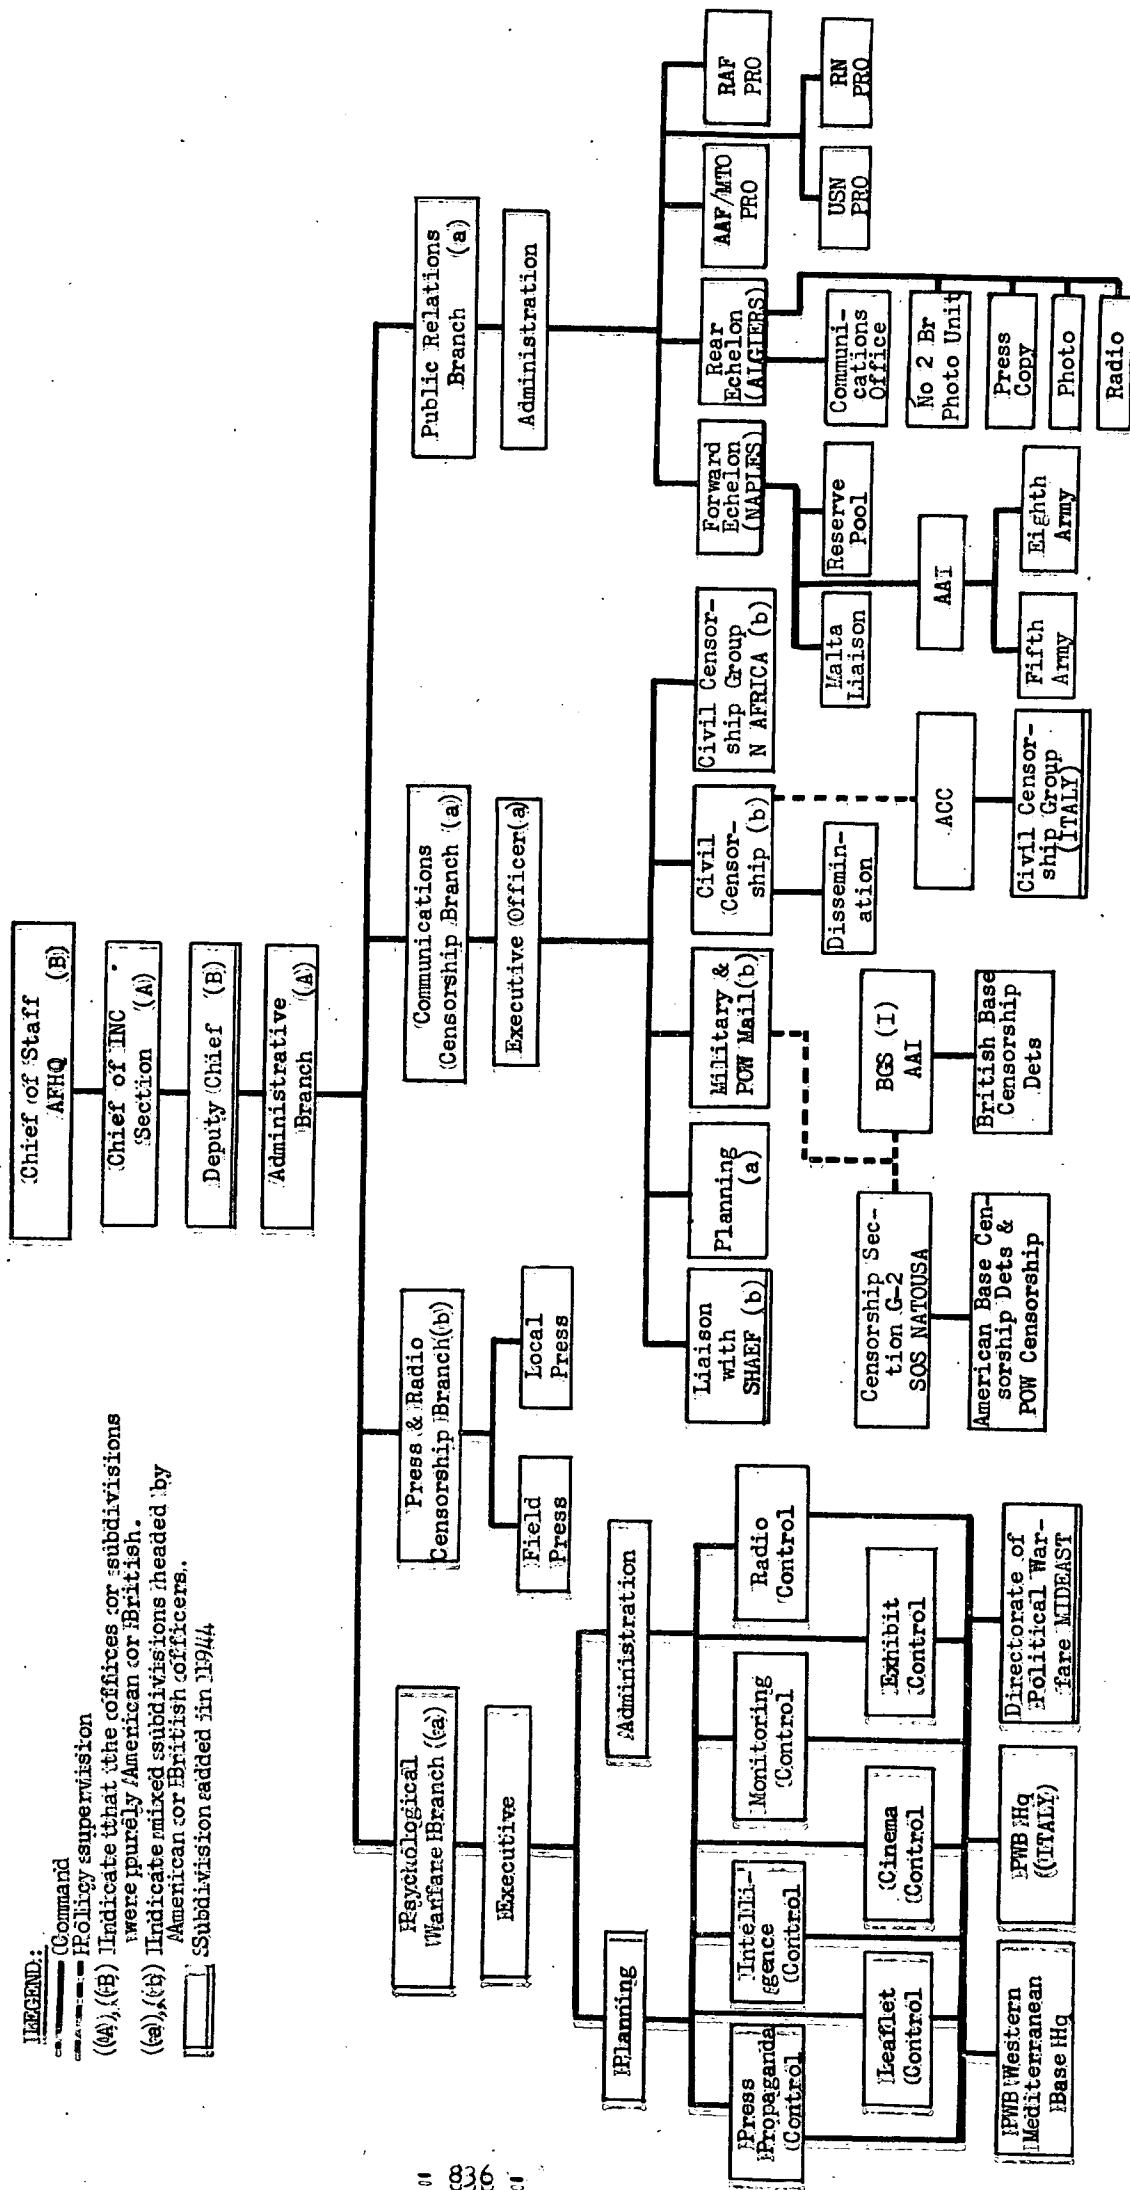 Chief of Staff
AFHQ (B)
Chief of INC
Section (A)
Deputy Chief (B)
Administrative
Branch (A)
LEGEND:
Command
Policy supervision
(A),(B) Indicate that the offices or subdivisions
were purely American or British.
(a),(b) Indicate mixed subdivisions headed by
American or British officers.
Subdivision added in 1944
Psychological
Warfare Branch (a)
Executive
Planning
Administration
Press
Propaganda
Control
Intelli-
gence
Control
Monitoring
Control
Radio
Control
Leaflet
Control
Cinema
Control
Exhibit
Control
PWB Western
Mediterranean
Base Hq
PWB Hq
(ITALY)
Directorate of
Political War-
fare MIDEAST
Press & Radio
Censorship Branch(b)
Field
Press
Local
Press
Communications
Censorship Branch (a)
Executive Officer(a)
Liaison
with
SHAEF (b)
Planning
(a)
Military &
POW Mail(b)
Civil
Censor-
ship (b)
Civil Censor-
ship Group
N AFRICA (b)
Censorship Sec-
tion G-2
SOS NATOUSA
BGS (I)
AAI
Dissemin-
ation
ACC
American Base Cen-
sorship Dets &
POW Censorship
British Base
Censorship
Dets
Civil Censor-
ship Group
(ITALY)
Public Relations
Branch (a)
Administration
Forward
Echelon
(NAPLES)
Rear
Echelon
(ALGIERS)
AAF/MTO
PRO
RAF
PRO
Malta
Liaison
Reserve
Pool
Communi-
cations
Office
USN
PRO
RN
PRO
AAI
Fifth
Army
Eighth
Army
No 2 Br
Photo Unit
Press
Copy
Photo
Radio
836